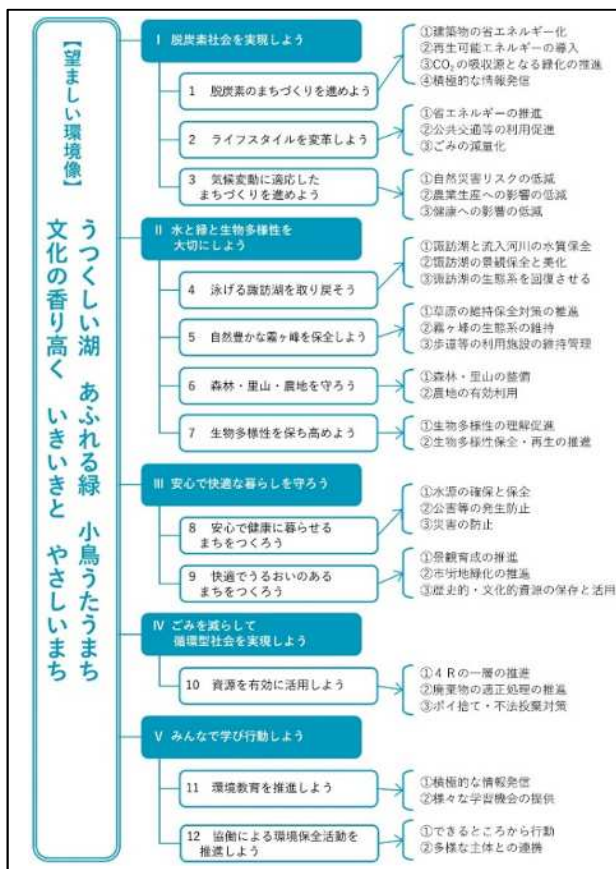 【望ましい環境像】
うつくしい湖 あふれる緑 小鳥うたうまち
文化の香り高く いきいきと やさしいまち
Ⅰ 脱炭素社会を実現しよう
1 脱炭素のまちづくりを進めよう
①建築物の省エネルギー化
②再生可能エネルギーの導入
③CO₂の吸収源となる緑化の推進
④積極的な情報発信
2 ライフスタイルを変革しよう
①省エネルギーの推進
②公共交通等の利用促進
③ごみの減量化
3 気候変動に適応した
まちづくりを進めよう
①自然災害リスクの低減
②農業生産への影響の低減
③健康への影響の低減
Ⅱ 水と緑と生物多様性を
大切にしよう
4 泳げる諏訪湖を取り戻そう
①諏訪湖と流入河川の水質保全
②諏訪湖の景観保全と美化
③諏訪湖の生態系を回復させる
5 自然豊かな霧ヶ峰を保全しよう
①草原の維持保全対策の推進
②霧ヶ峰の生態系の維持
③歩道等の利用施設の維持管理
6 森林・里山・農地を守ろう
①森林・里山の整備
②農地の有効利用
7 生物多様性を保ち高めよう
①生物多様性の理解促進
②生物多様性保全・再生の推進
Ⅲ 安心で快適な暮らしを守ろう
8 安心で健康に暮らせる
まちをつくろう
①水源の確保と保全
②公害等の発生防止
③災害の防止
9 快適でうるおいのある
まちをつくろう
①景観育成の推進
②市街地緑化の推進
③歴史的・文化的資源の保存と活用
Ⅳ ごみを減らして
循環型社会を実現しよう
10 資源を有効に活用しよう
①4Rの一層の推進
②廃棄物の適正処理の推進
③ポイ捨て・不法投棄対策
Ⅴ みんなで学び行動しよう
11 環境教育を推進しよう
①積極的な情報発信
②様々な学習機会の提供
12 協働による環境保全活動を
推進しよう
①できるところから行動
②多様な主体との連携